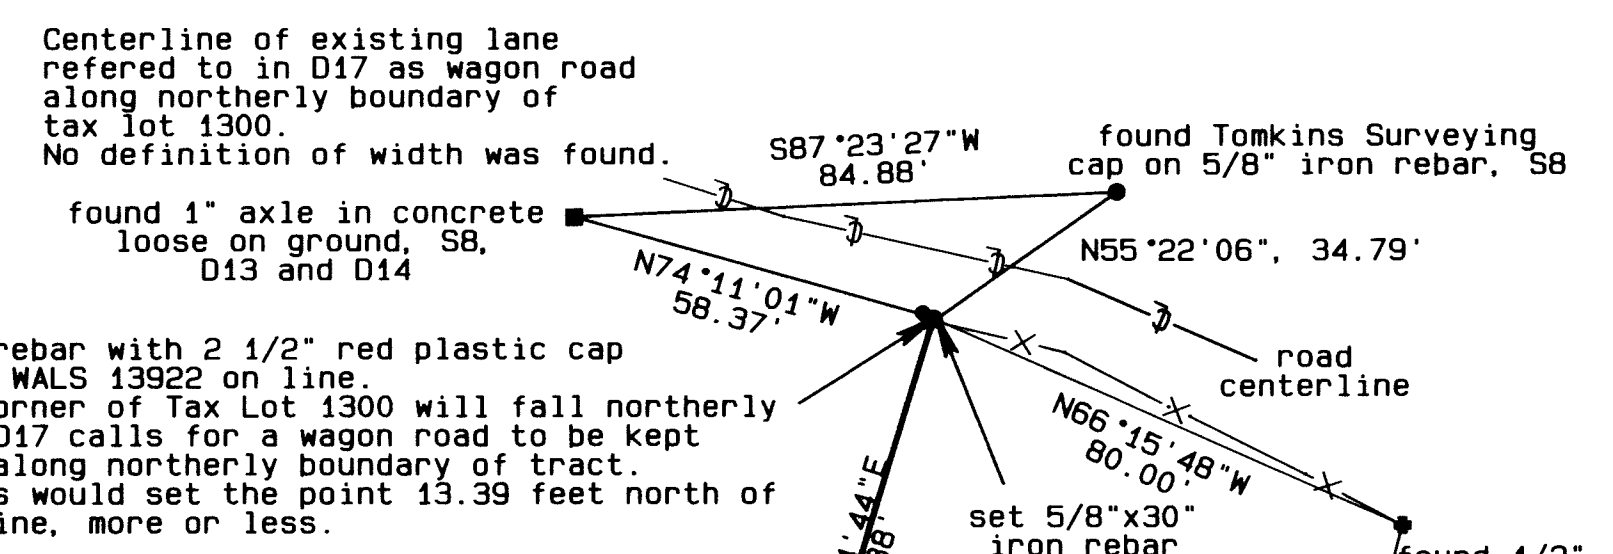 Centerline of existing lane
refered to in D17 as wagon road
along northerly boundary of
tax lot 1300.
No definition of width was found.
S87°23'27"W
84.88'
found Tomkins Surveying
cap on 5/8" iron rebar, S8
found 1" axle in concrete
loose on ground, S8,
D13 and D14
N55°22'06", 34.79'
N74°11'01"W
58.37'
rebar with 2 1/2" red plastic cap
WALS 13922 on line.
orner of Tax Lot 1300 will fall northerly
D17 calls for a wagon road to be kept
along northerly boundary of tract.
s would set the point 13.39 feet north of
ine, more or less.
road
centerline
N66°15'48"W
80.00'
'44"E
set 5/8"x30"
iron rebar
found 1/2"